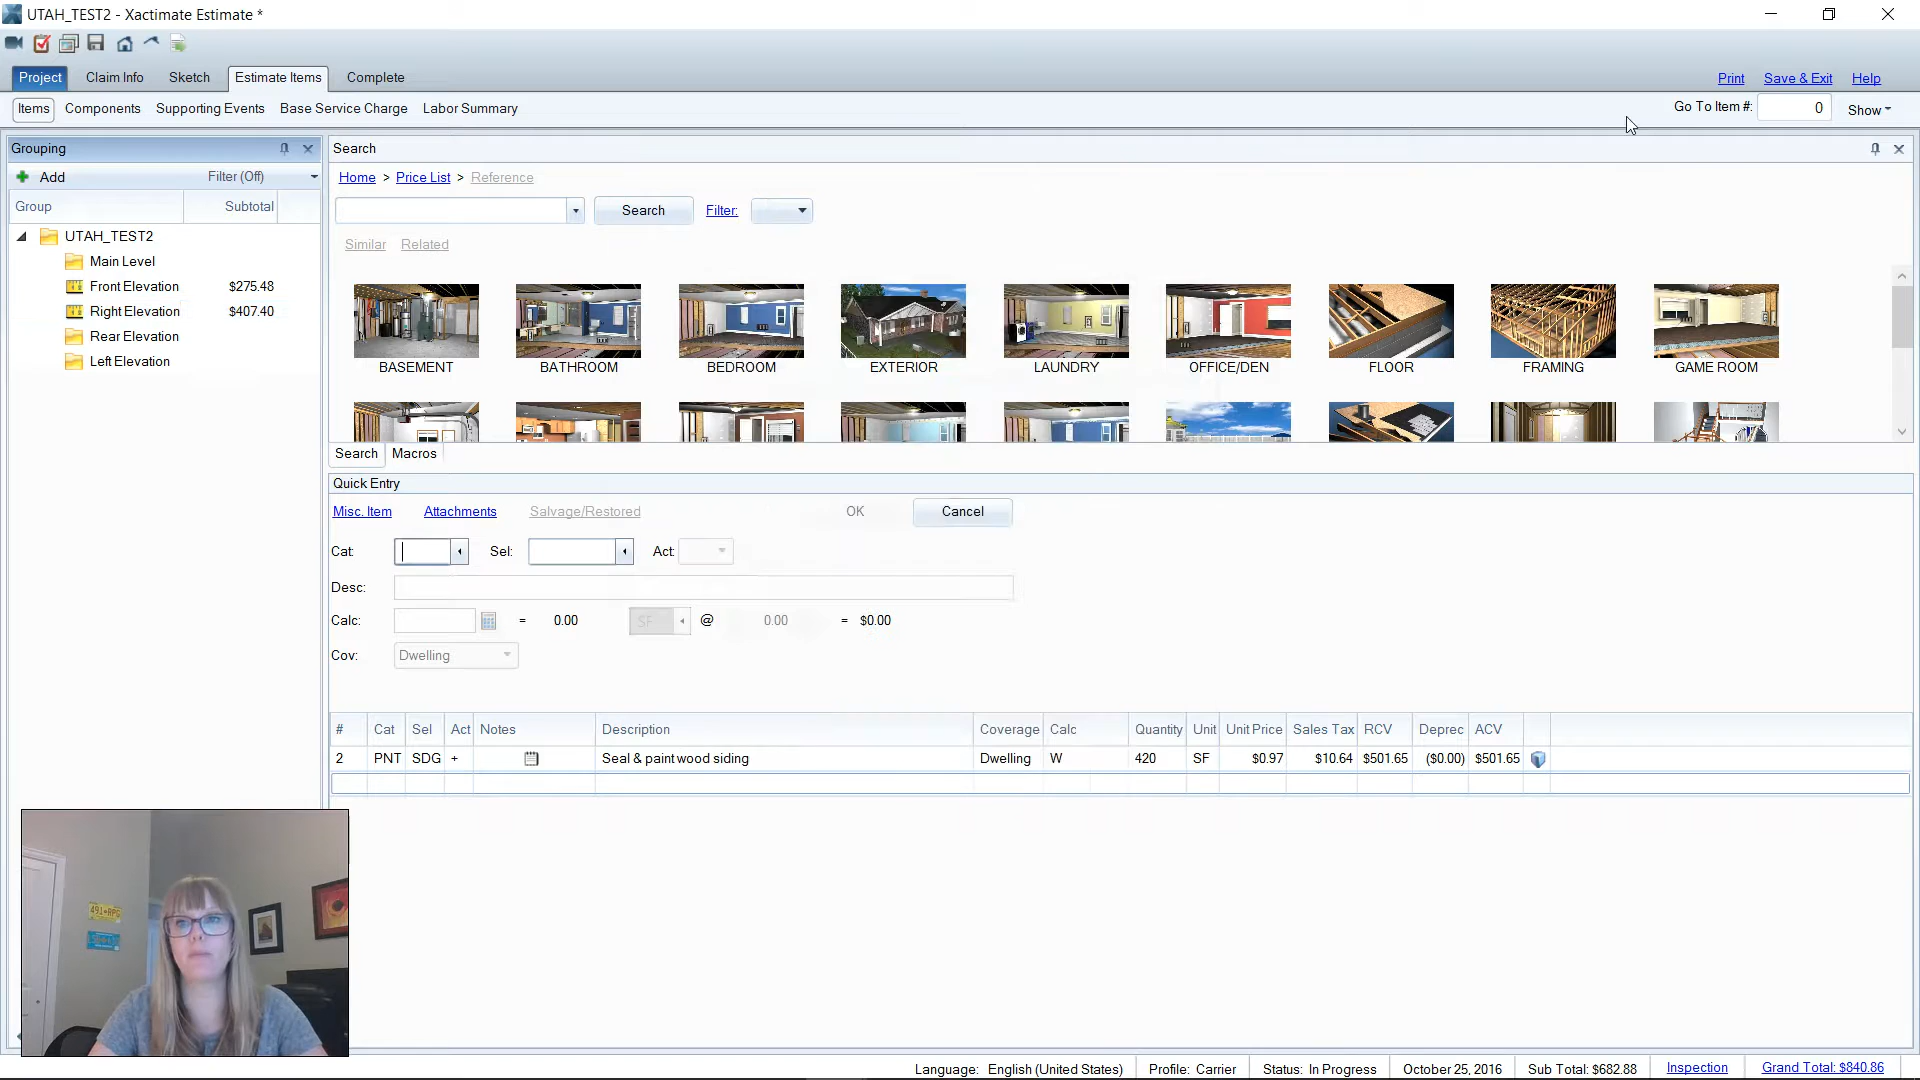 UTAH_TEST2 - Xactimate Estimate *
Project Claim Info Sketch Estimate Items Complete
Print Save & Exit Help
Items Components Supporting Events Base Service Charge Labor Summary
Go To Item #: 0 Show
Grouping
Add Filter (Off)
Group Subtotal
UTAH_TEST2
Main Level
Front Elevation $275.48
Right Elevation $407.40
Rear Elevation
Left Elevation
Search
Home > Price List > Reference
Search Filter:
Similar Related
BASEMENT BATHROOM BEDROOM EXTERIOR LAUNDRY OFFICE/DEN FLOOR FRAMING GAME ROOM
Search Macros
Quick Entry
Misc. Item Attachments Salvage/Restored OK Cancel
Cat: Sel: Act:
Desc:
Calc: = 0.00 SF @ 0.00 = $0.00
Cov: Dwelling
# Cat Sel Act Notes Description Coverage Calc Quantity Unit Unit Price Sales Tax RCV Deprec ACV
2 PNT SDG + Seal & paint wood siding Dwelling W 420 SF $0.97 $10.64 $501.65 ($0.00) $501.65
Language: English (United States) Profile: Carrier Status: In Progress October 25, 2016 Sub Total: $682.88 Inspection Grand Total: $840.86